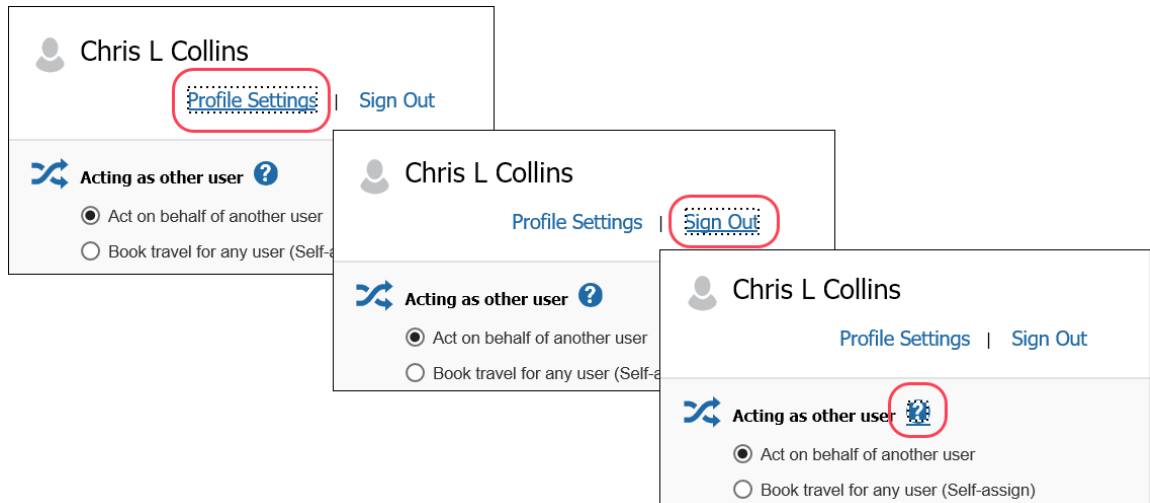 Chris L Collins
Profile Settings | Sign Out
Acting as other user ?
Act on behalf of another user
Book travel for any user (Self-a
Chris L Collins
Profile Settings | Sign Out
Acting as other user ?
Act on behalf of another user
Book travel for any user (Self-a
Chris L Collins
Profile Settings | Sign Out
Acting as other user ?
Act on behalf of another user
Book travel for any user (Self-assign)